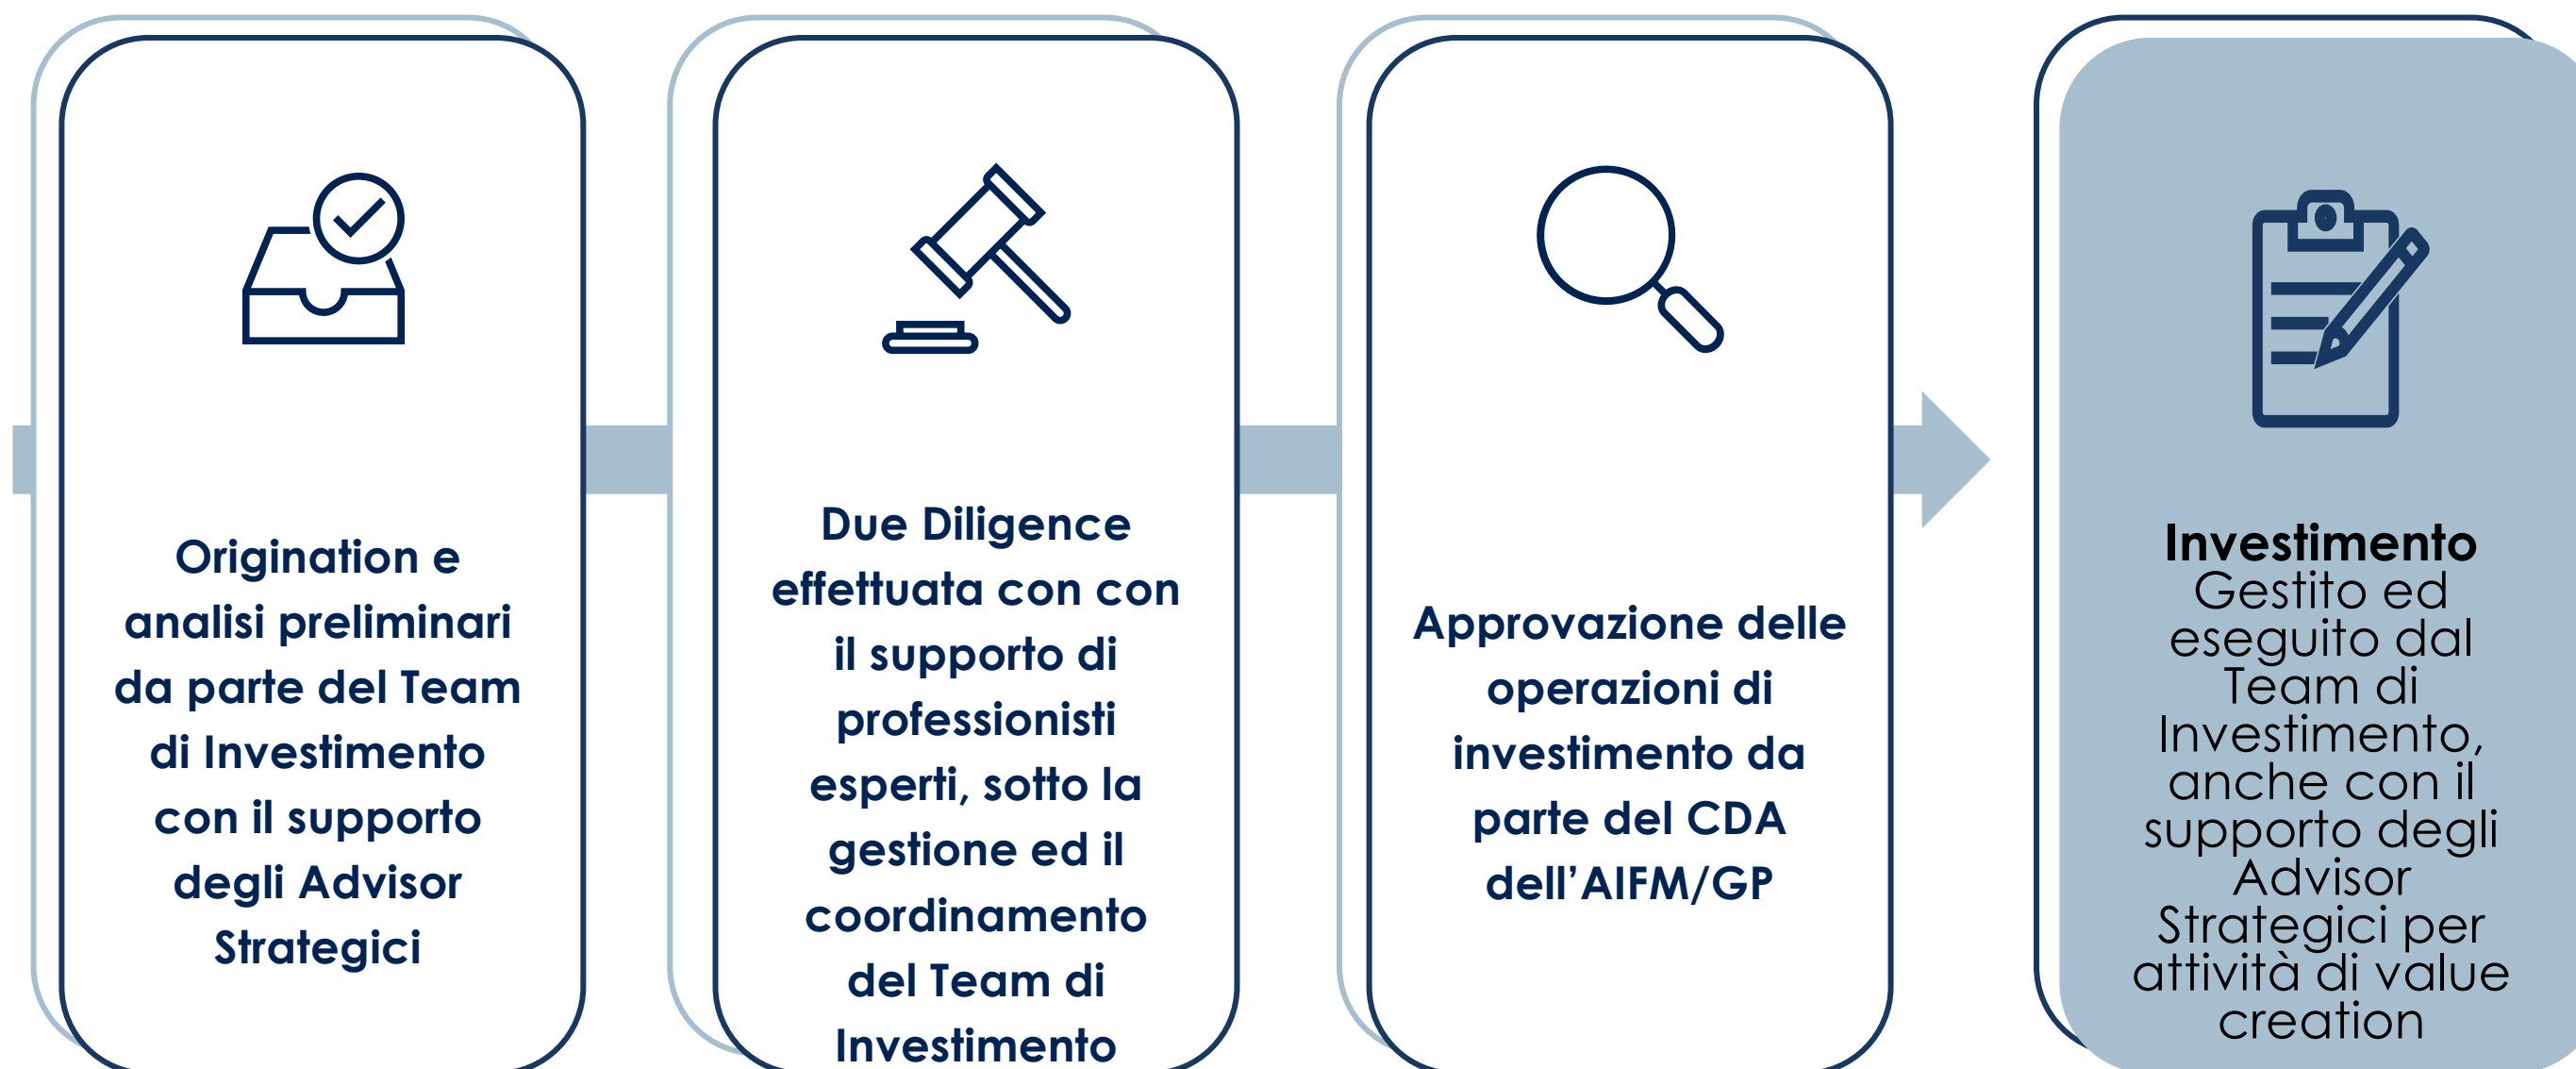 Origination e
analisi preliminari
da parte del Team
di Investimento
con il supporto
degli Advisor
Strategici
Due Diligence
effettuata con con
il supporto di
professionisti
esperti, sotto la
gestione ed il
coordinamento
del Team di
Investimento
Approvazione delle
operazioni di
investimento da
parte del CDA
dell’AIFM/GP
Investimento
Gestito ed
eseguito dal
Team di
Investimento,
anche con il
supporto degli
Advisor
Strategici per
attività di value
creation